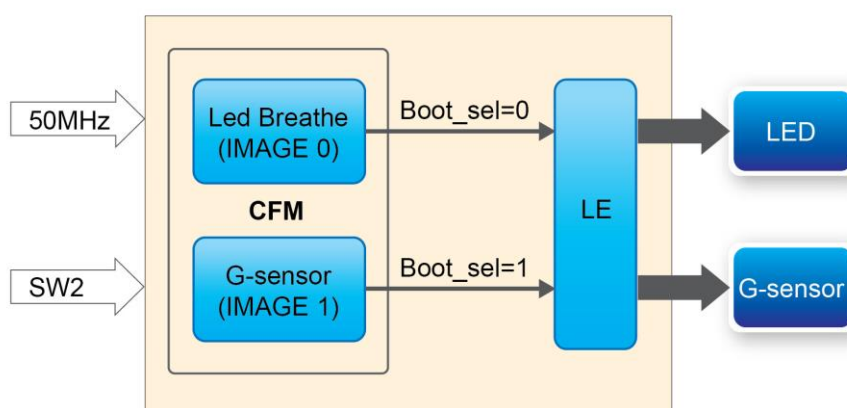 50MHz
Led Breathe
(IMAGE 0)
Boot_sel=0
LED
CFM
LE
SW2
G-sensor
(IMAGE 1)
Boot_sel=1
G-sensor